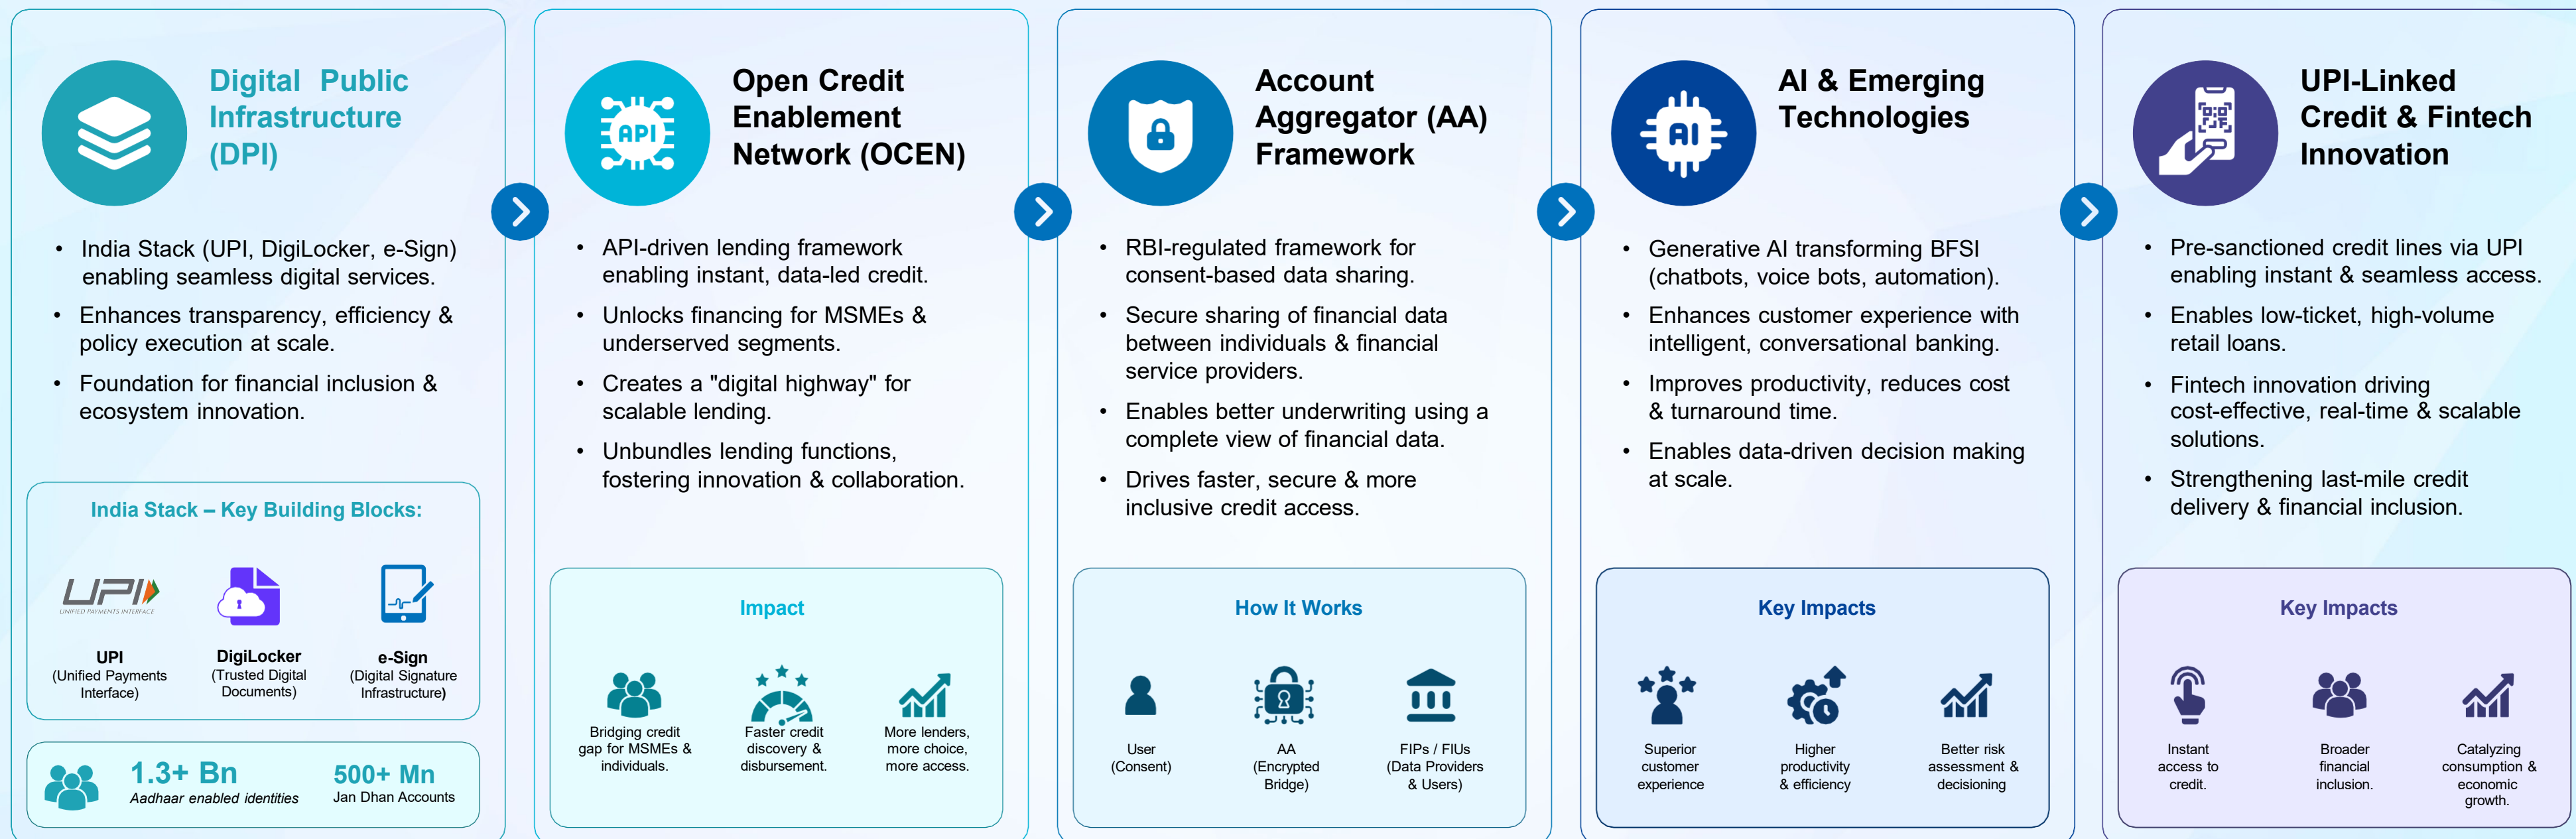 Digital Public
Infrastructure
(DPI)
• India Stack (UPI, DigiLocker, e-Sign)
enabling seamless digital services.
• Enhances transparency, efficiency &
policy execution at scale.
• Foundation for financial inclusion &
ecosystem innovation.
India Stack – Key Building Blocks:
UPI
UNIFIED PAYMENTS INTERFACE
UPI
(Unified Payments
Interface)
DigiLocker
(Trusted Digital
Documents)
e-Sign
(Digital Signature
Infrastructure)
1.3+ Bn
Aadhaar enabled identities
500+ Mn
Jan Dhan Accounts
API
Open Credit
Enablement
Network (OCEN)
• API-driven lending framework
enabling instant, data-led credit.
• Unlocks financing for MSMEs &
underserved segments.
• Creates a "digital highway" for
scalable lending.
• Unbundles lending functions,
fostering innovation & collaboration.
Impact
Bridging credit
gap for MSMEs &
individuals.
Faster credit
discovery &
disbursement.
More lenders,
more choice,
more access.
Account
Aggregator (AA)
Framework
• RBI-regulated framework for
consent-based data sharing.
• Secure sharing of financial data
between individuals & financial
service providers.
• Enables better underwriting using a
complete view of financial data.
• Drives faster, secure & more
inclusive credit access.
How It Works
User
(Consent)
AA
(Encrypted
Bridge)
FIPs / FIUs
(Data Providers
& Users)
AI
AI & Emerging
Technologies
• Generative AI transforming BFSI
(chatbots, voice bots, automation).
• Enhances customer experience with
intelligent, conversational banking.
• Improves productivity, reduces cost
& turnaround time.
• Enables data-driven decision making
at scale.
Key Impacts
Superior
customer
experience
Higher
productivity
& efficiency
Better risk
assessment &
decisioning
UPI-Linked
Credit & Fintech
Innovation
• Pre-sanctioned credit lines via UPI
enabling instant & seamless access.
• Enables low-ticket, high-volume
retail loans.
• Fintech innovation driving
cost-effective, real-time & scalable
solutions.
• Strengthening last-mile credit
delivery & financial inclusion.
Key Impacts
Instant
access to
credit.
Broader
financial
inclusion.
Catalyzing
consumption &
economic
growth.